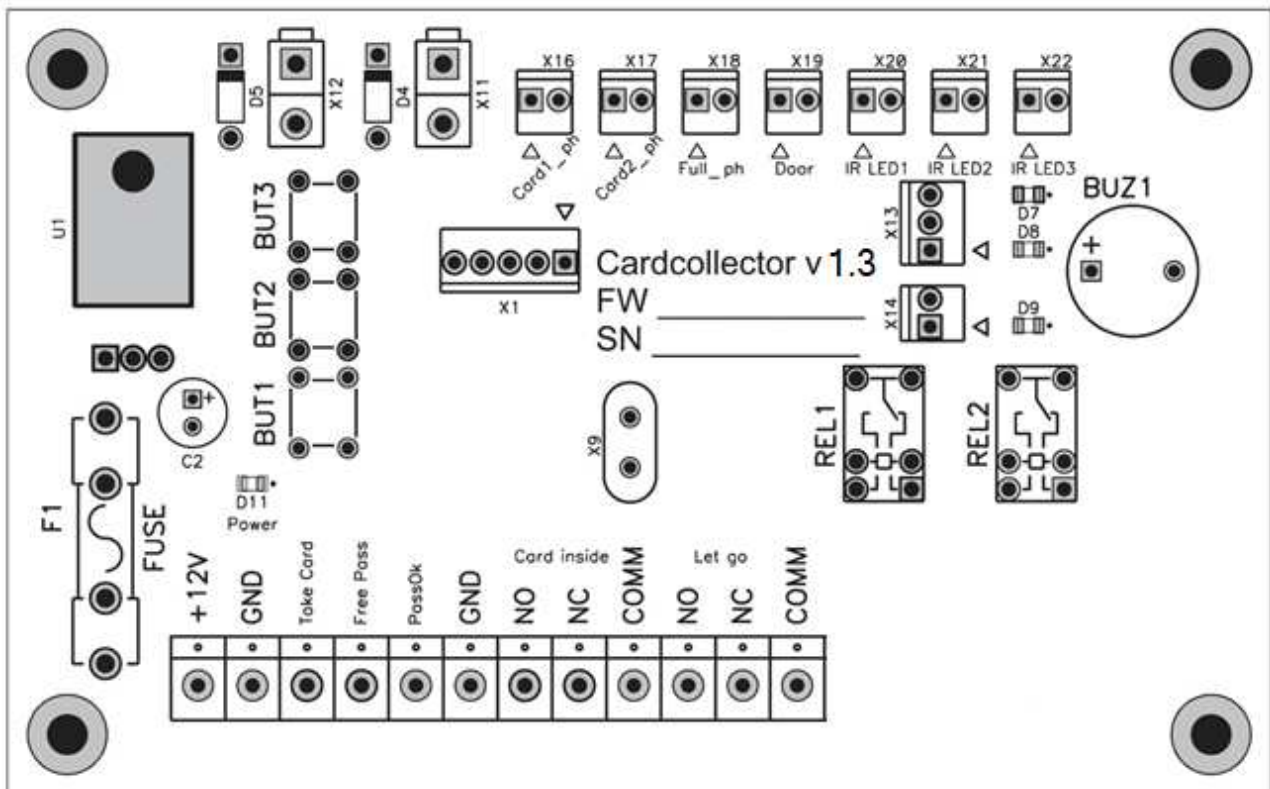 X16 X17 X18 X19 X20 X21 X22
D5 X12 D4 X11
Card1_ph Card2_ph Full_ph Door IR LED1 IR LED2 IR LED3
U1
BUT3
X13
D7
BUZ1
D8
+
X1
Cardcollector v 1.3
BUT2
FW
X14
D9
SN
BUT1
+
C2
X9
REL1
REL2
D11
Power
F1
FUSE
Card inside
Let go
+12V GND Take Card Free Pass PassOk GND NO NC COMM NO NC COMM